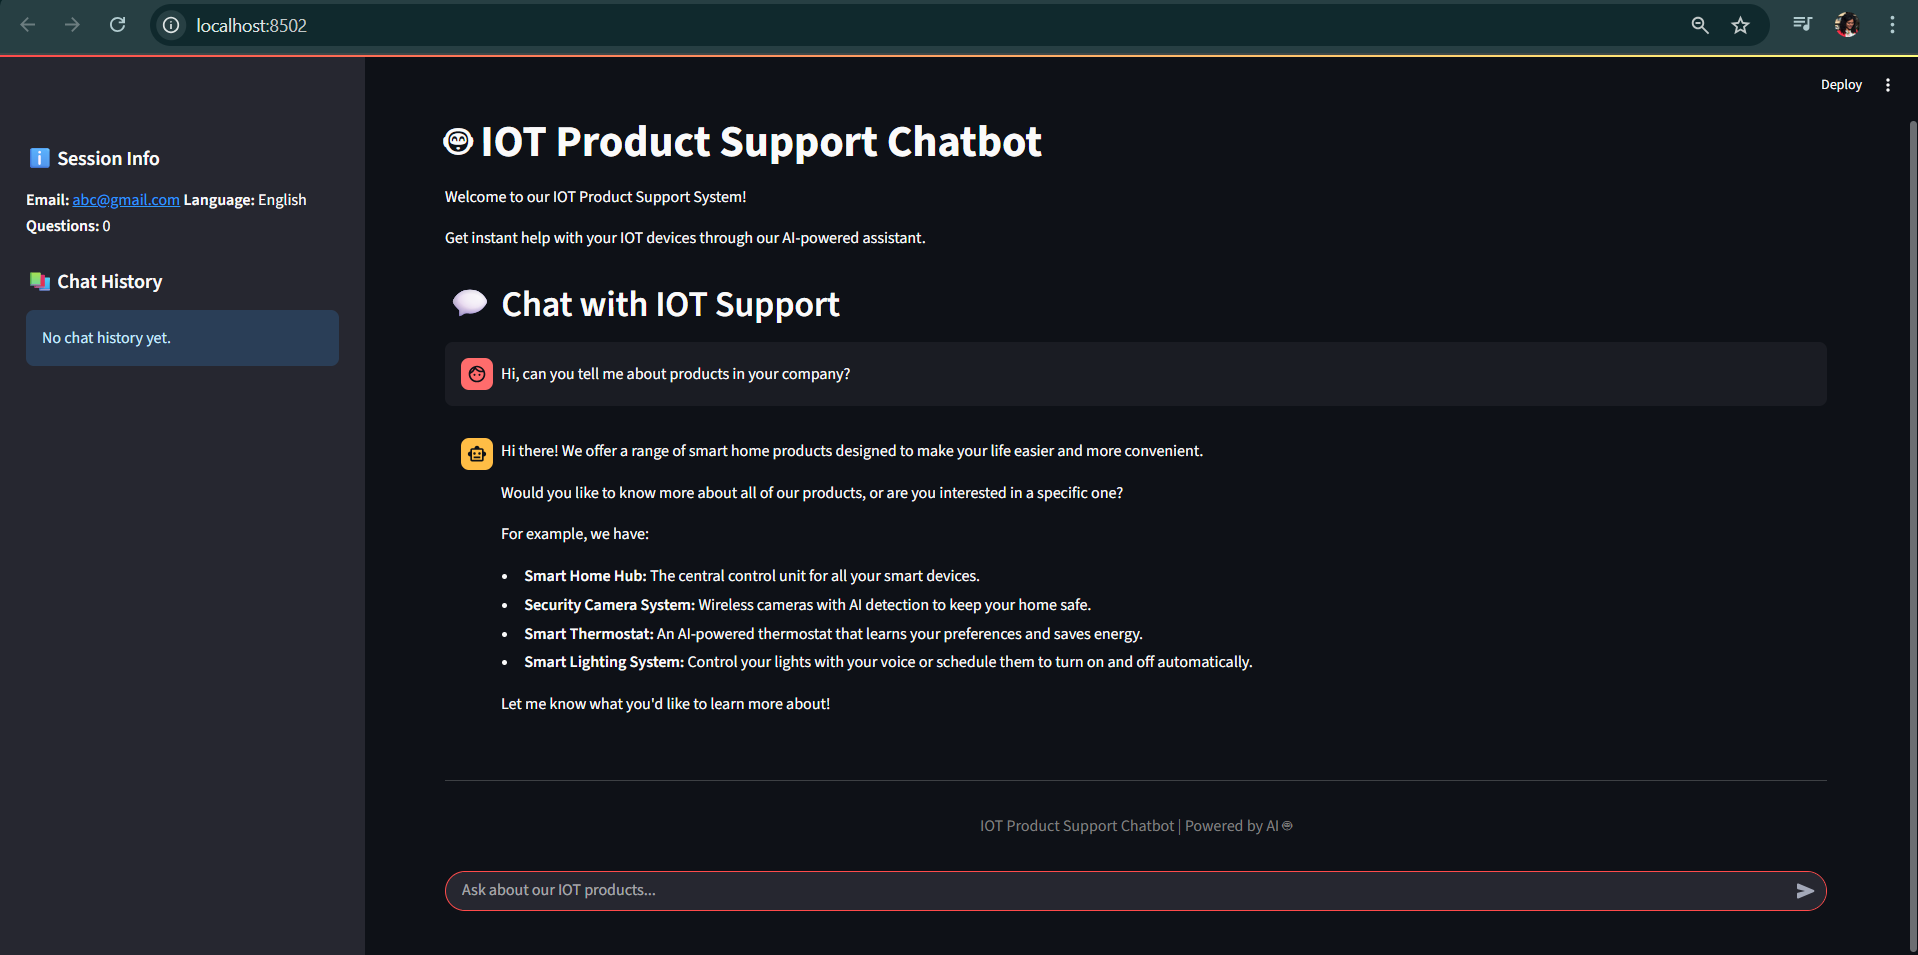 localhost:8502
Deploy
Session Info
Email: abc@gmail.com Language: English
Questions: 0
Chat History
No chat history yet.
IOT Product Support Chatbot
Welcome to our IOT Product Support System!
Get instant help with your IOT devices through our AI-powered assistant.
Chat with IOT Support
Hi, can you tell me about products in your company?
Hi there! We offer a range of smart home products designed to make your life easier and more convenient.
Would you like to know more about all of our products, or are you interested in a specific one?
For example, we have:
• Smart Home Hub: The central control unit for all your smart devices.
• Security Camera System: Wireless cameras with AI detection to keep your home safe.
• Smart Thermostat: An AI-powered thermostat that learns your preferences and saves energy.
• Smart Lighting System: Control your lights with your voice or schedule them to turn on and off automatically.
Let me know what you'd like to learn more about!
IOT Product Support Chatbot | Powered by AI
Ask about our IOT products...